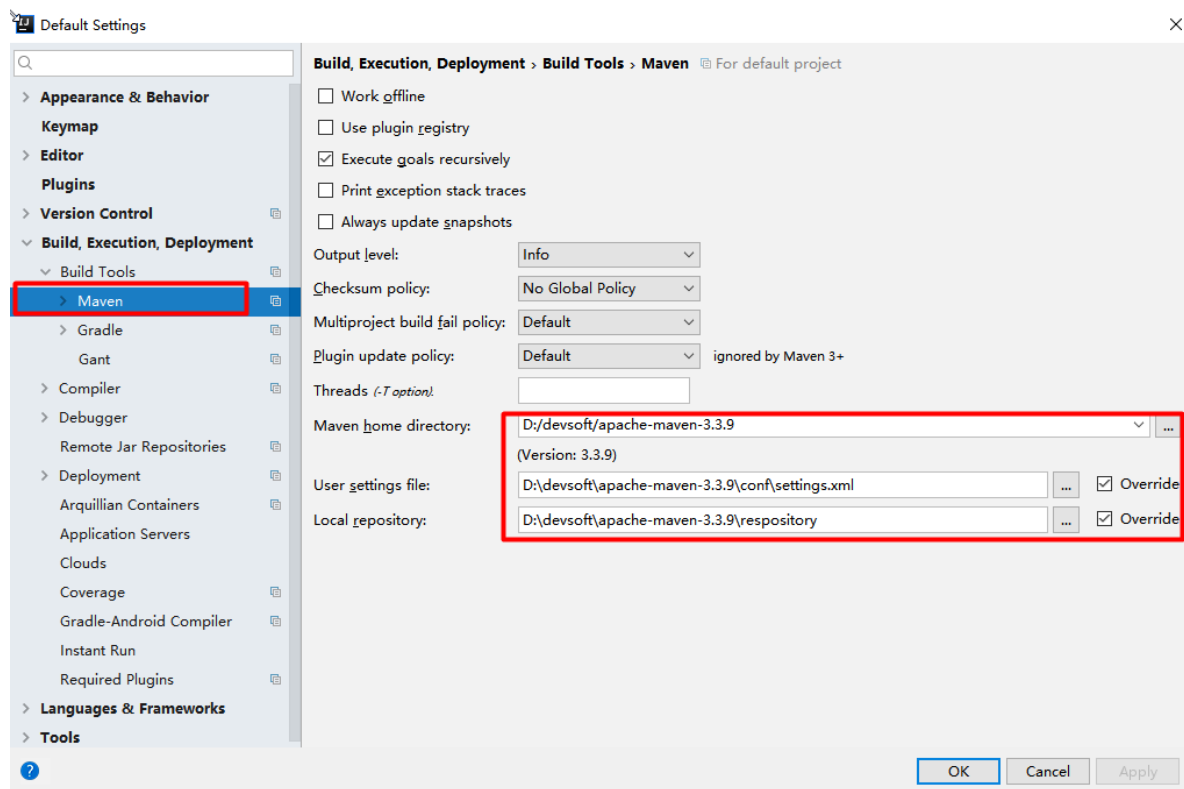 Default Settings
Appearance & Behavior
Keymap
Editor
Plugins
Version Control
Build, Execution, Deployment
Build Tools
Maven
Gradle
Gant
Compiler
Debugger
Remote Jar Repositories
Deployment
Arquillian Containers
Application Servers
Clouds
Coverage
Gradle-Android Compiler
Instant Run
Required Plugins
Languages & Frameworks
Tools
Build, Execution, Deployment › Build Tools › Maven For default project
Work offline
Use plugin registry
Execute goals recursively
Print exception stack traces
Always update snapshots
Output level: Info
Checksum policy: No Global Policy
Multiproject build fail policy: Default
Plugin update policy: Default ignored by Maven 3+
Threads (-T option).
Maven home directory: D:/devsoft/apache-maven-3.3.9 ...
(Version: 3.3.9)
User settings file: D:\devsoft\apache-maven-3.3.9\conf\settings.xml ... Override
Local repository: D:\devsoft\apache-maven-3.3.9\respository ... Override
? OK Cancel Apply